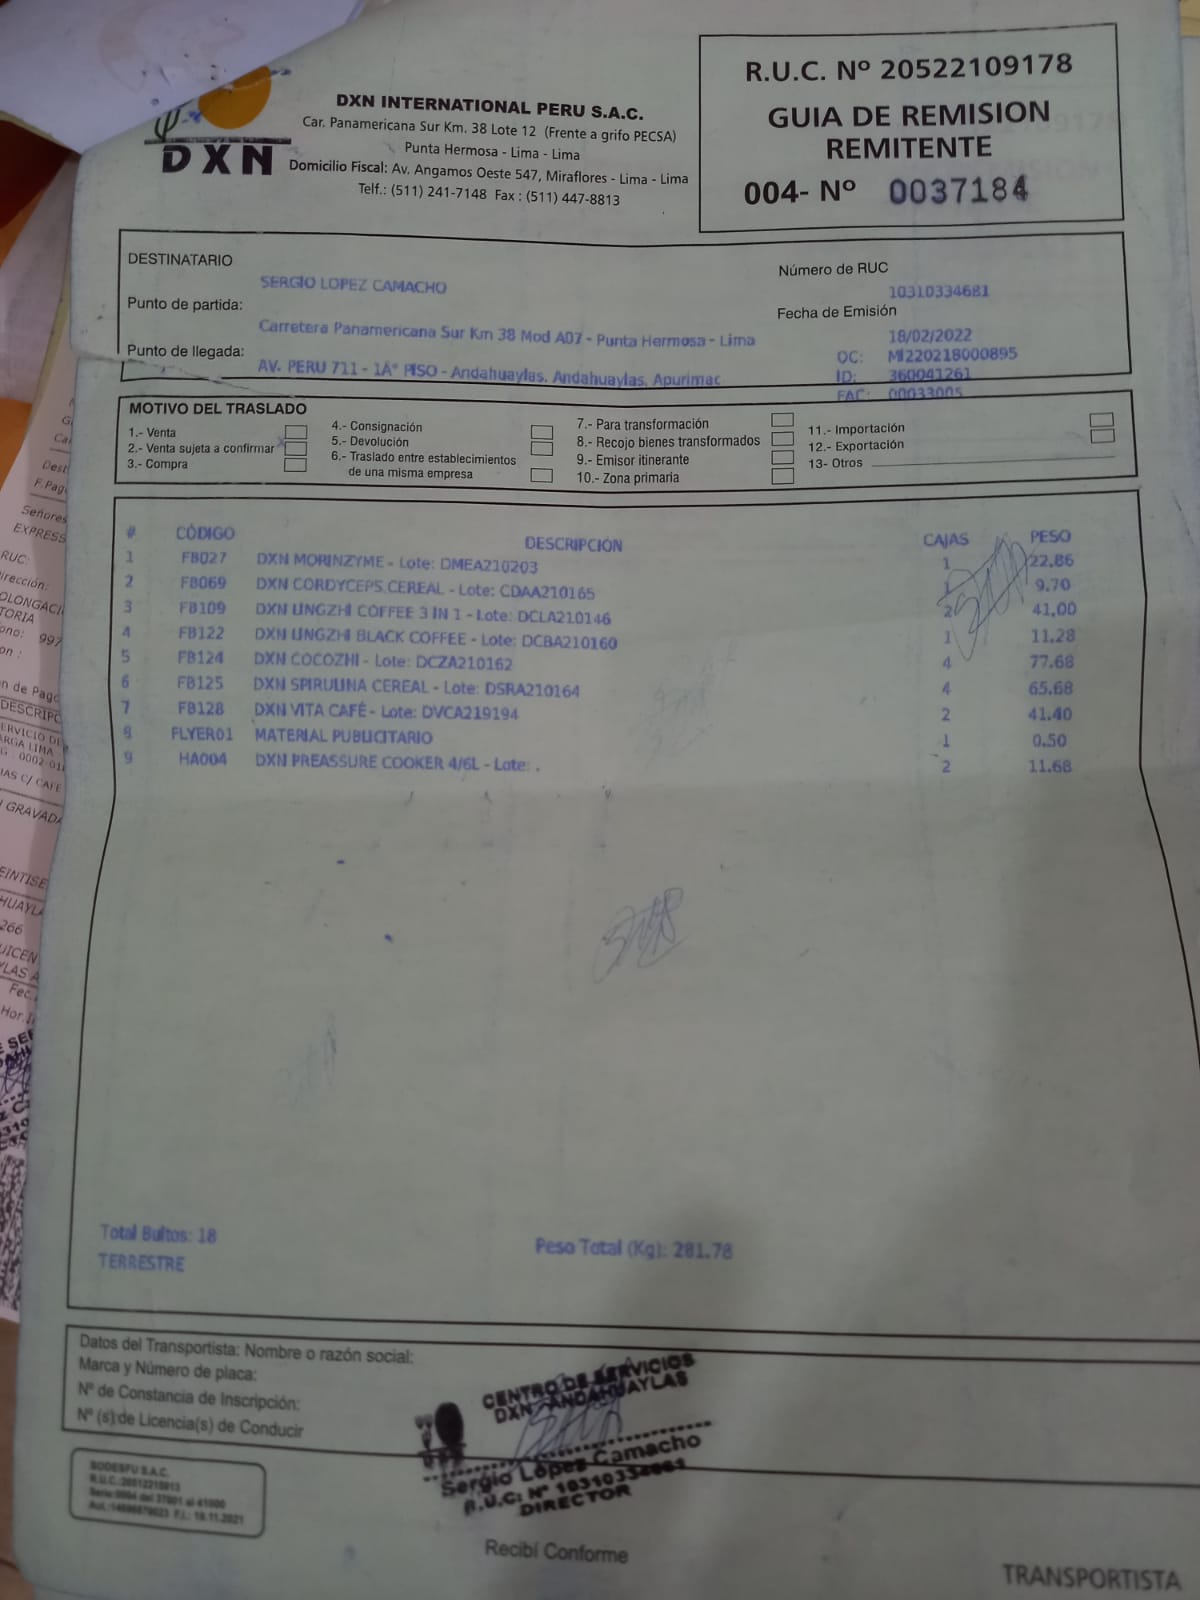 DXN
DXN INTERNATIONAL PERU S.A.C.
Car. Panamericana Sur Km. 38 Lote 12 (Frente a grifo PECSA)
Punta Hermosa - Lima - Lima
Domicilio Fiscal: Av. Angamos Oeste 547, Miraflores - Lima - Lima
Telf.: (511) 241-7148 Fax : (511) 447-8813
R.U.C. Nº 20522109178
GUIA DE REMISION
REMITENTE
004- Nº 0037184
DESTINATARIO
SERGIO LOPEZ CAMACHO
Número de RUC
10310334681
Punto de partida:
Carretera Panamericana Sur Km 38 Mod A07 - Punta Hermosa - Lima
Fecha de Emisión
18/02/2022
Punto de llegada:
AV. PERU 711 - 1Âº PISO - Andahuaylas, Andahuaylas, Apurimac
OC: MI220218000895
ID: 360041261
FAC: 00033005
MOTIVO DEL TRASLADO
1.- Venta
2.- Venta sujeta a confirmar
3.- Compra
4.- Consignación
5.- Devolución
6.- Traslado entre establecimientos
de una misma empresa
7.- Para transformación
8.- Recojo bienes transformados
9.- Emisor itinerante
10.- Zona primaria
11.- Importación
12.- Exportación
13- Otros
# CÓDIGO DESCRIPCIÓN CAJAS PESO
1 FB027 DXN MORINZYME - Lote: DMEA210203 1 22.86
2 FB069 DXN CORDYCEPS CEREAL - Lote: CDAA210165 1 9.70
3 FB109 DXN LINGZHI COFFEE 3 IN 1 - Lote: DCLA210146 2 41,00
4 FB122 DXN LINGZHI BLACK COFFEE - Lote: DCBA210160 1 11.28
5 FB124 DXN COCOZHI - Lote: DCZA210162 4 77.68
6 FB125 DXN SPIRULINA CEREAL - Lote: DSRA210164 4 65.68
7 FB128 DXN VITA CAFÉ - Lote: DVCA219194 2 41.40
8 FLYER01 MATERIAL PUBLICITARIO 1 0.50
9 HA004 DXN PREASSURE COOKER 4/6L - Lote: . 2 11.68
Total Bultos: 18
Peso Total (Kg): 281.78
TERRESTRE
Datos del Transportista: Nombre o razón social:
Marca y Número de placa:
Nº de Constancia de Inscripción:
Nº (s) de Licencia(s) de Conducir
CENTRO DE SERVICIOS
DXN ANDAHUAYLAS
Sergio López Camacho
R.U.C: Nº 10310334681
DIRECTOR
SODESFU S.A.C.
Recibí Conforme
TRANSPORTISTA